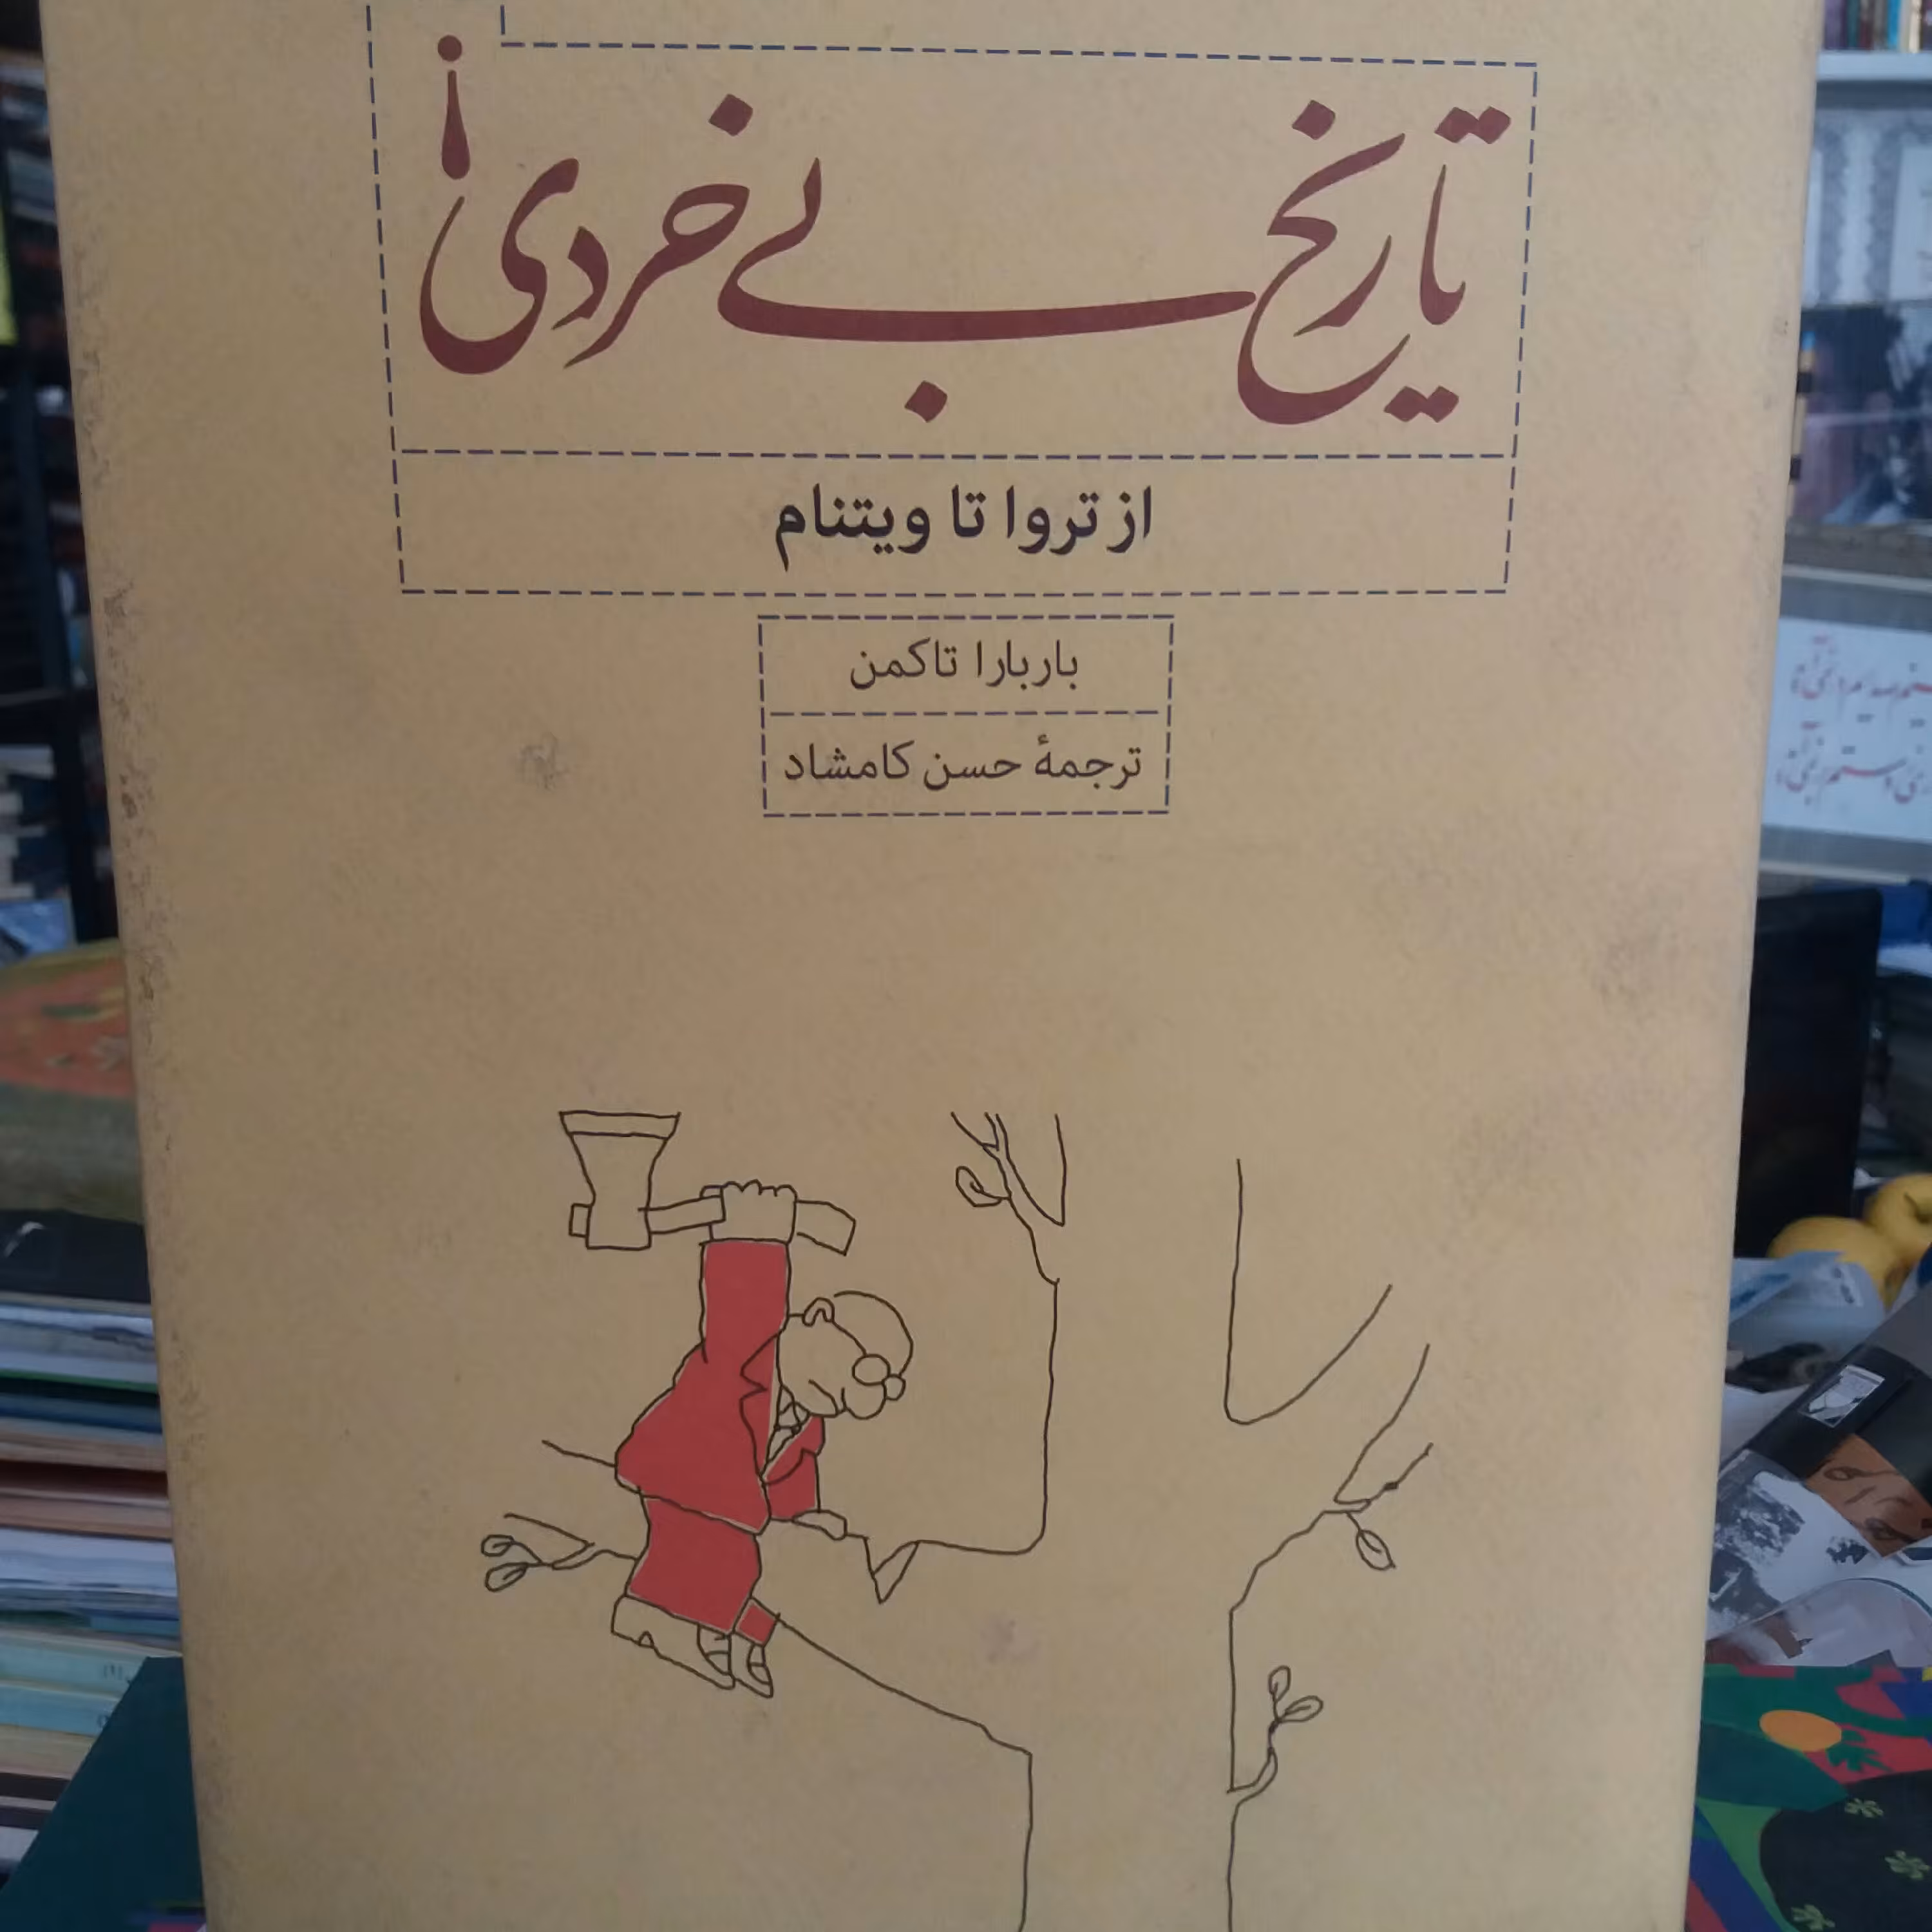 تاریخ بی‌خردی
از تروا تا ویتنام
باربارا تاکمن
ترجمهٔ حسن کامشاد